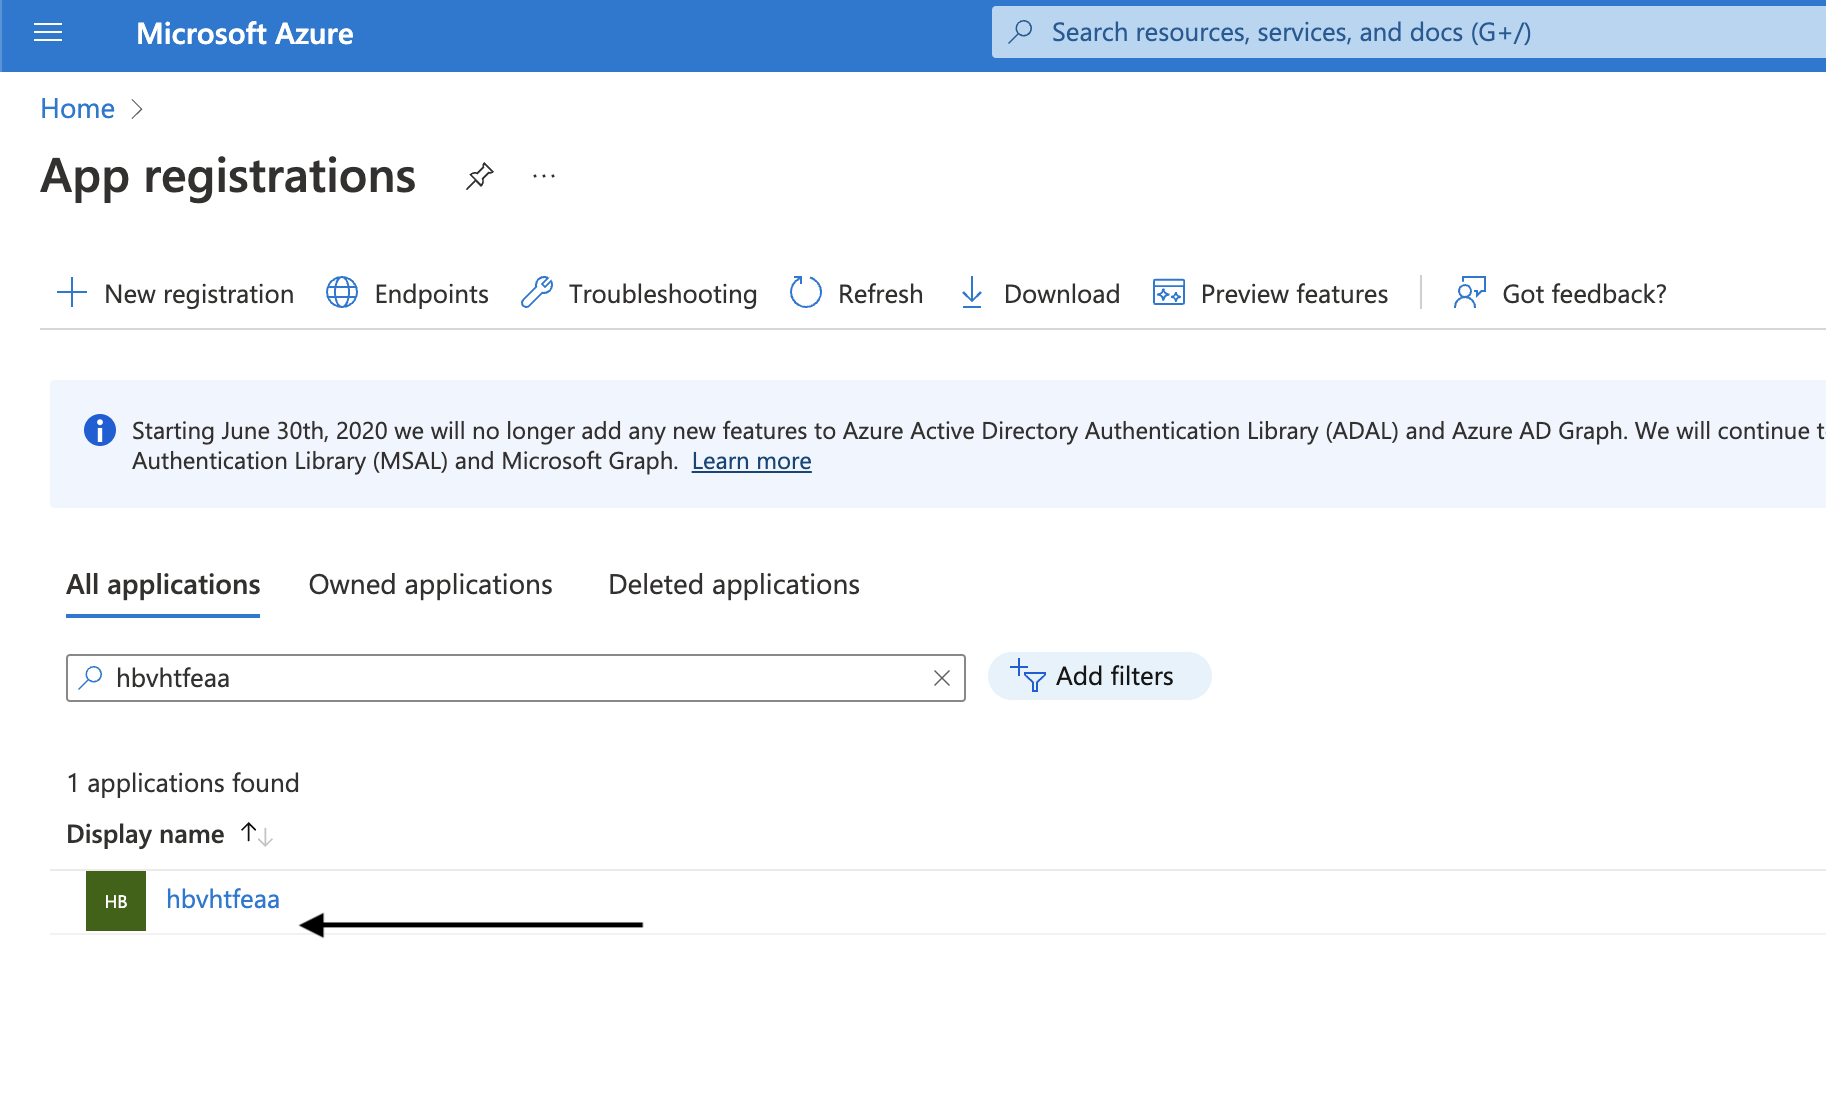 Microsoft Azure
Search resources, services, and docs (G+/)
Home
App registrations
New registration
Endpoints
Troubleshooting
Refresh
Download
Preview features
Got feedback?
Starting June 30th, 2020 we will no longer add any new features to Azure Active Directory Authentication Library (ADAL) and Azure AD Graph. We will continue
Authentication Library (MSAL) and Microsoft Graph. Learn more
All applications
Owned applications
Deleted applications
hbvhtfeaa
Add filters
1 applications found
Display name
HB
hbvhtfeaa